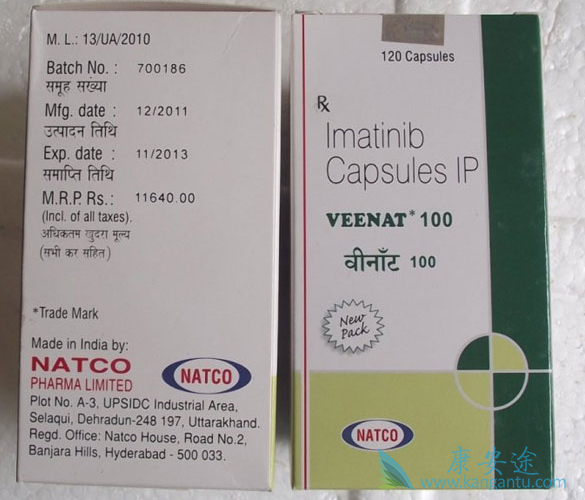 M. L.: 13/UA/2010
Batch No. : 700186
समूह संख्या
Mfg. date : 12/2011
उत्पादन तिथि
Exp. date : 11/2013
समाप्ति तिथि
M.R.P. Rs. : 11640.00
(Incl. of all taxes).
अधिकतम खुदरा मूल्य
(सभी कर सहित)
*Trade Mark
Made in India by:
NATCO
PHARMA LIMITED
NATCO
Plot No. A-3, UPSIDC Industrial Area,
Selaqui, Dehradun-248 197, Uttarakhand.
Regd. Office: Natco House, Road No.2,
Banjara Hills, Hyderabad - 500 033.
120 Capsules
Rx
Imatinib
Capsules IP
VEENAT* 100
वीनॉट 100
New
Pack
NATCO
康安途
www.kangantu.com